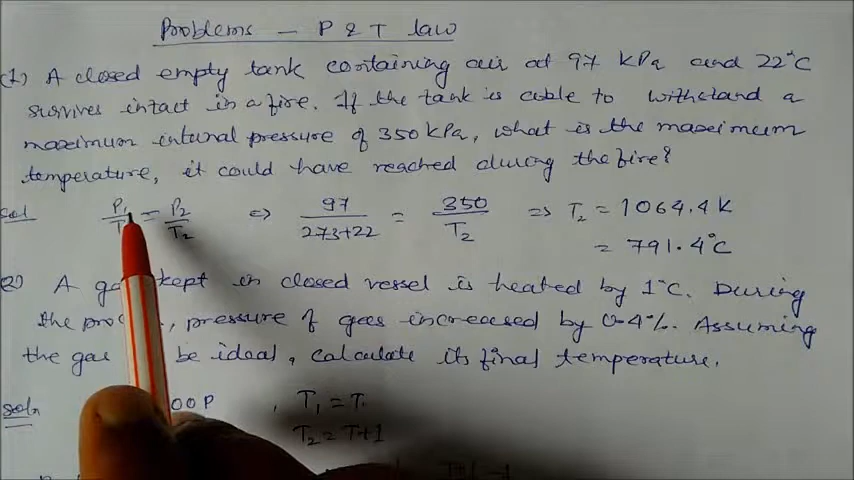 Problems - P & T law
(1) A closed empty tank containing air at 97 kPa and 22°C
survives intact in a fire. If the tank is able to withstand a
maximum internal pressure of 350 kPa, what is the maximum
temperature, it could have reached during the fire?
Sol P₁/T = P₂/T₂ ⇒ 97/273+22 = 350/T₂ ⇒ T₂ = 1064.4 K
= 791.4°C
(2) A kept in closed vessel is heated by 1°C. During
the, pressure of gas increased by 0.4%. Assuming
the gas be ideal, calculate its final temperature.
Soln 00 P , T₁ = T
T₂ = T+1